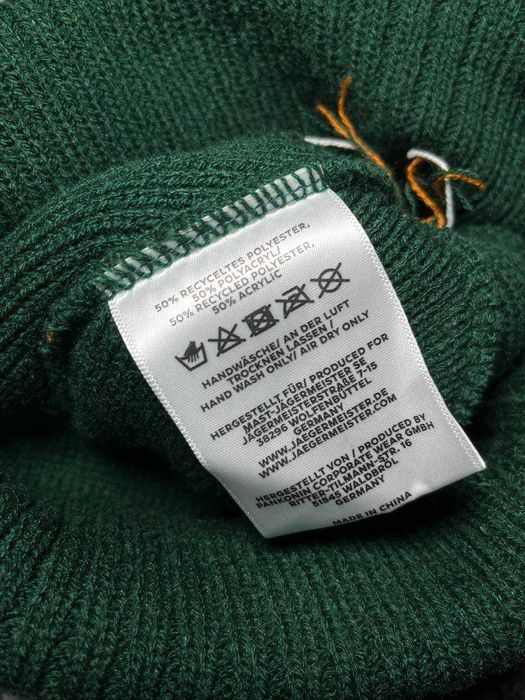 50% RECYCELTES POLYESTER,
50% POLYACRYL/
50% RECYCLED POLYESTER,
50% ACRYLIC
HANDWÄSCHE/ AN DER LUFT
TROCKNEN LASSEN /
HAND WASH ONLY/ AIR DRY ONLY
HERGESTELLT FÜR/ PRODUCED FOR
MAST-JÄGERMEISTER SE
JÄGERMEISTERSTRAßE 7-15
38296 WOLFENBÜTTEL
GERMANY
WWW.JAEGERMEISTER.DE
WWW.JAEGERMEISTER.COM
HERGESTELLT VON / PRODUCED BY
PANKONIN CORPORATE WEAR GMBH
RITTER-TILMANN-STR. 16
51545 WALDBRÖL
GERMANY
MADE IN CHINA